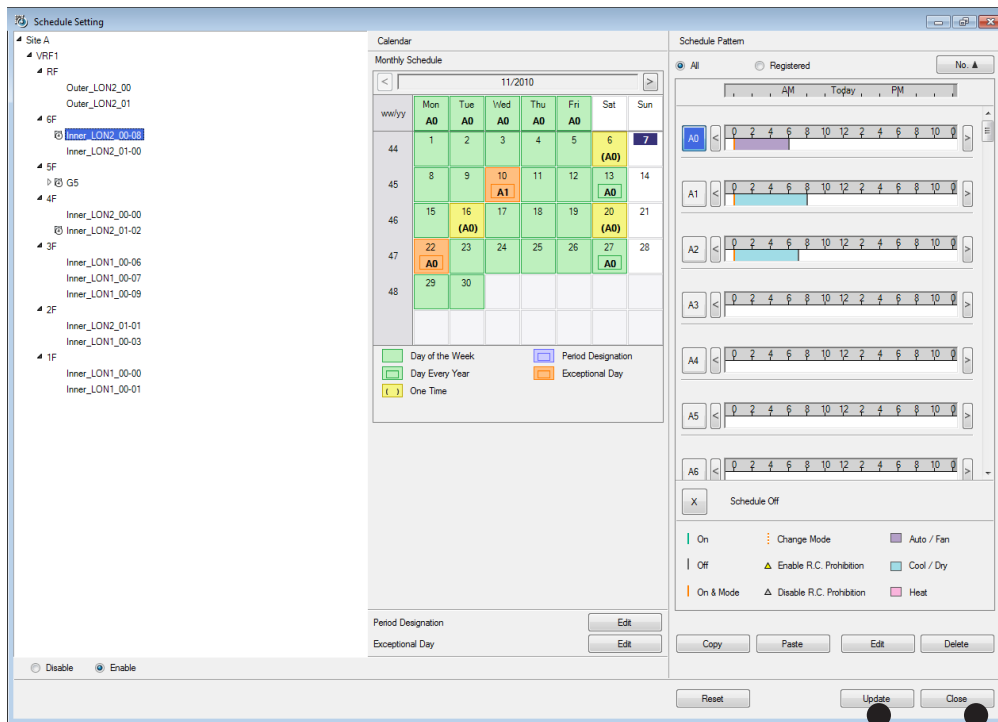 Schedule Setting
Site A
VRF1
RF
Outer_LON2_00
Outer_LON2_01
6F
Inner_LON2_00-08
Inner_LON2_01-00
5F
G5
4F
Inner_LON2_00-00
Inner_LON2_01-02
3F
Inner_LON1_00-06
Inner_LON1_00-07
Inner_LON1_00-09
2F
Inner_LON2_01-01
Inner_LON1_00-03
1F
Inner_LON1_00-00
Inner_LON1_00-01
Disable Enable
Calendar
Monthly Schedule
< 11/2010 >
ww/yy Mon Tue Wed Thu Fri Sat Sun
A0 A0 A0 A0 A0
44 1 2 3 4 5 6 7
(A0)
45 8 9 10 11 12 13 14
A1 A0
46 15 16 17 18 19 20 21
(A0) (A0)
47 22 23 24 25 26 27 28
A0 A0
48 29 30
Day of the Week Period Designation
Day Every Year Exceptional Day
( ) One Time
Period Designation Edit
Exceptional Day Edit
Schedule Pattern
All Registered No. ▲
AM Today PM
A0 < 0 2 4 6 8 10 12 2 4 6 8 10 0 >
A1 < 0 2 4 6 8 10 12 2 4 6 8 10 0 >
A2 < 0 2 4 6 8 10 12 2 4 6 8 10 0 >
A3 < 0 2 4 6 8 10 12 2 4 6 8 10 0 >
A4 < 0 2 4 6 8 10 12 2 4 6 8 10 0 >
A5 < 0 2 4 6 8 10 12 2 4 6 8 10 0 >
A6 < 0 2 4 6 8 10 12 2 4 6 8 10 0 >
X Schedule Off
On Change Mode Auto / Fan
Off Enable R.C. Prohibition Cool / Dry
On & Mode Disable R.C. Prohibition Heat
Copy Paste Edit Delete
Reset Update Close